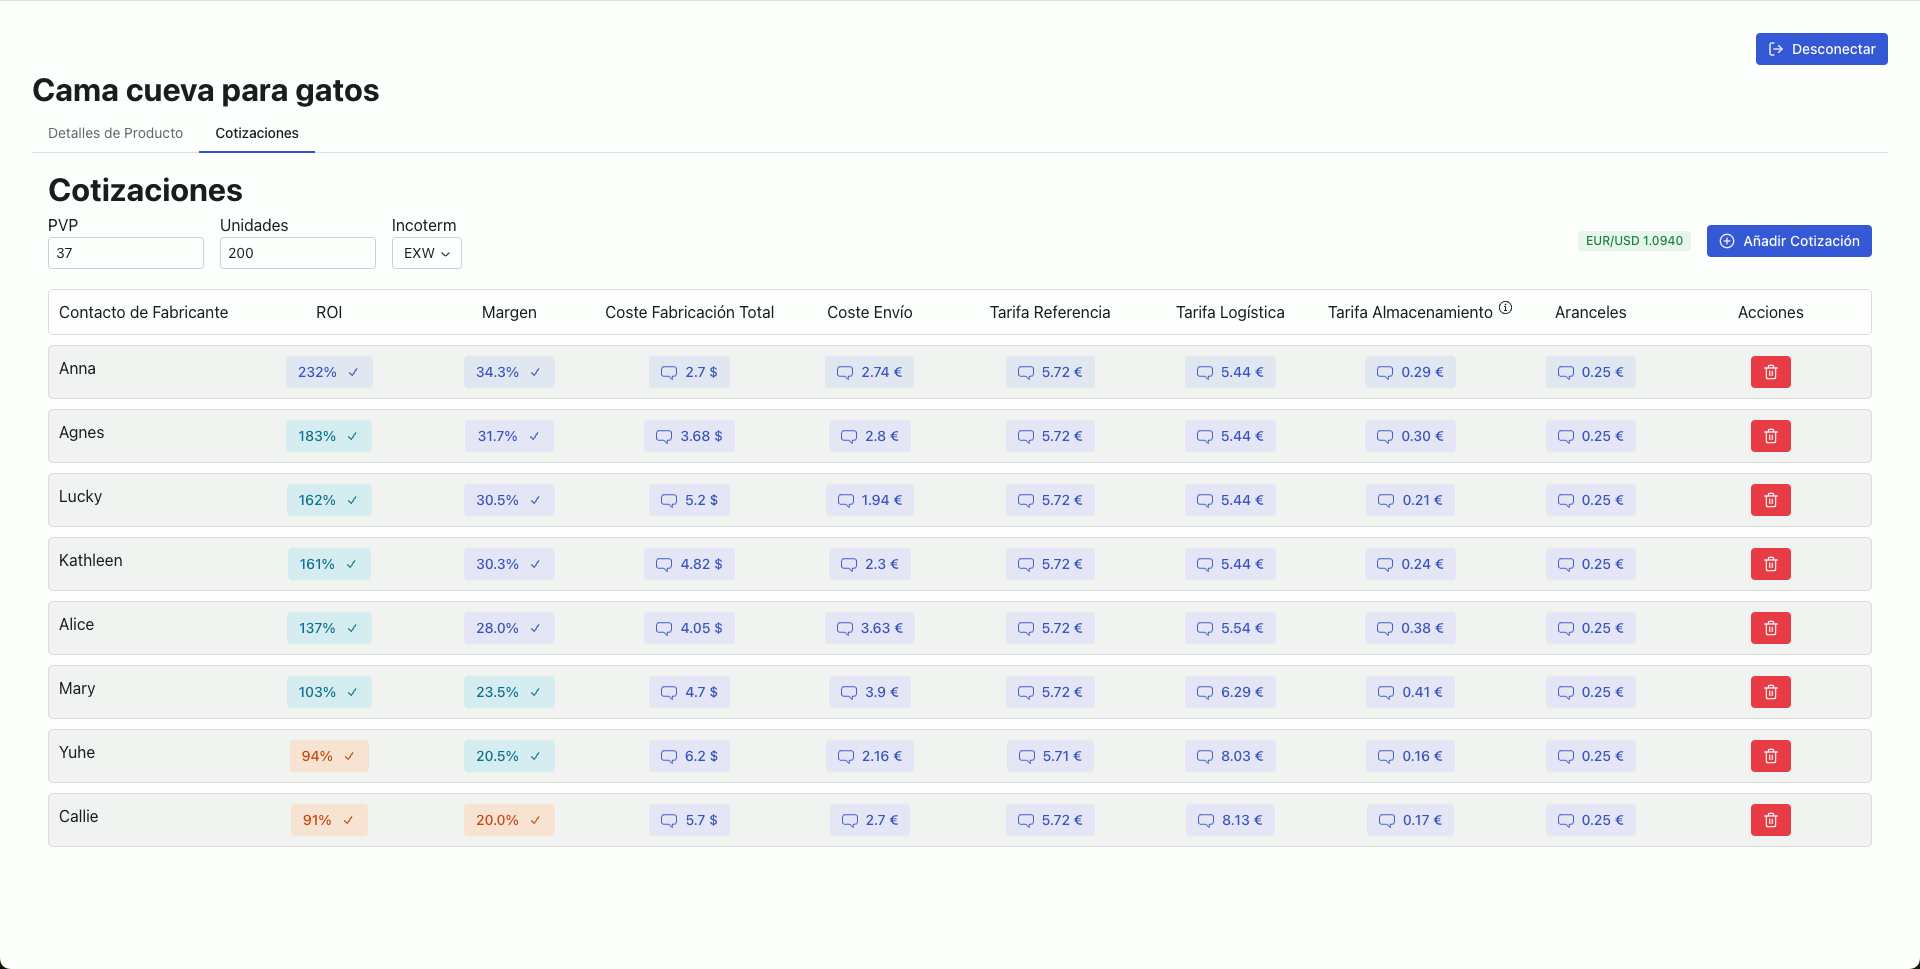 Desconectar
Cama cueva para gatos
Detalles de Producto Cotizaciones
Cotizaciones
PVP Unidades Incoterm
37 200 EXW
EUR/USD 1.0940 Añadir Cotización
Contacto de Fabricante ROI Margen Coste Fabricación Total Coste Envío Tarifa Referencia Tarifa Logística Tarifa Almacenamiento Aranceles Acciones
Anna 232% 34.3% 2.7 $ 2.74 € 5.72 € 5.44 € 0.29 € 0.25 €
Agnes 183% 31.7% 3.68 $ 2.8 € 5.72 € 5.44 € 0.30 € 0.25 €
Lucky 162% 30.5% 5.2 $ 1.94 € 5.72 € 5.44 € 0.21 € 0.25 €
Kathleen 161% 30.3% 4.82 $ 2.3 € 5.72 € 5.44 € 0.24 € 0.25 €
Alice 137% 28.0% 4.05 $ 3.63 € 5.72 € 5.54 € 0.38 € 0.25 €
Mary 103% 23.5% 4.7 $ 3.9 € 5.72 € 6.29 € 0.41 € 0.25 €
Yuhe 94% 20.5% 6.2 $ 2.16 € 5.71 € 8.03 € 0.16 € 0.25 €
Callie 91% 20.0% 5.7 $ 2.7 € 5.72 € 8.13 € 0.17 € 0.25 €